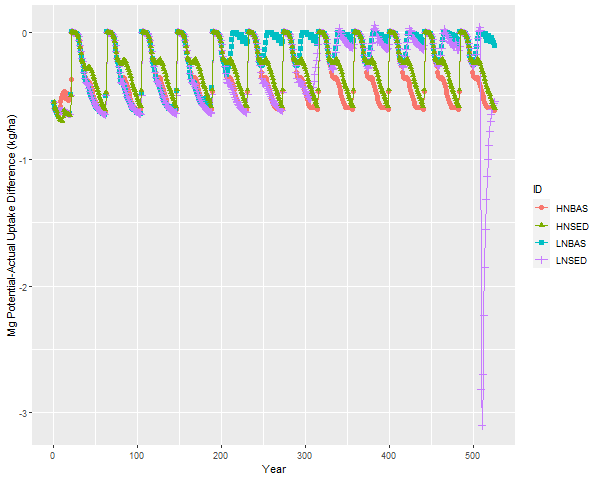 Mg Potential-Actual Uptake Difference (kg/ha)
0
-1
-2
-3
0
100
200
300
400
500
Year
ID
HNBAS
HNSED
LNBAS
LNSED